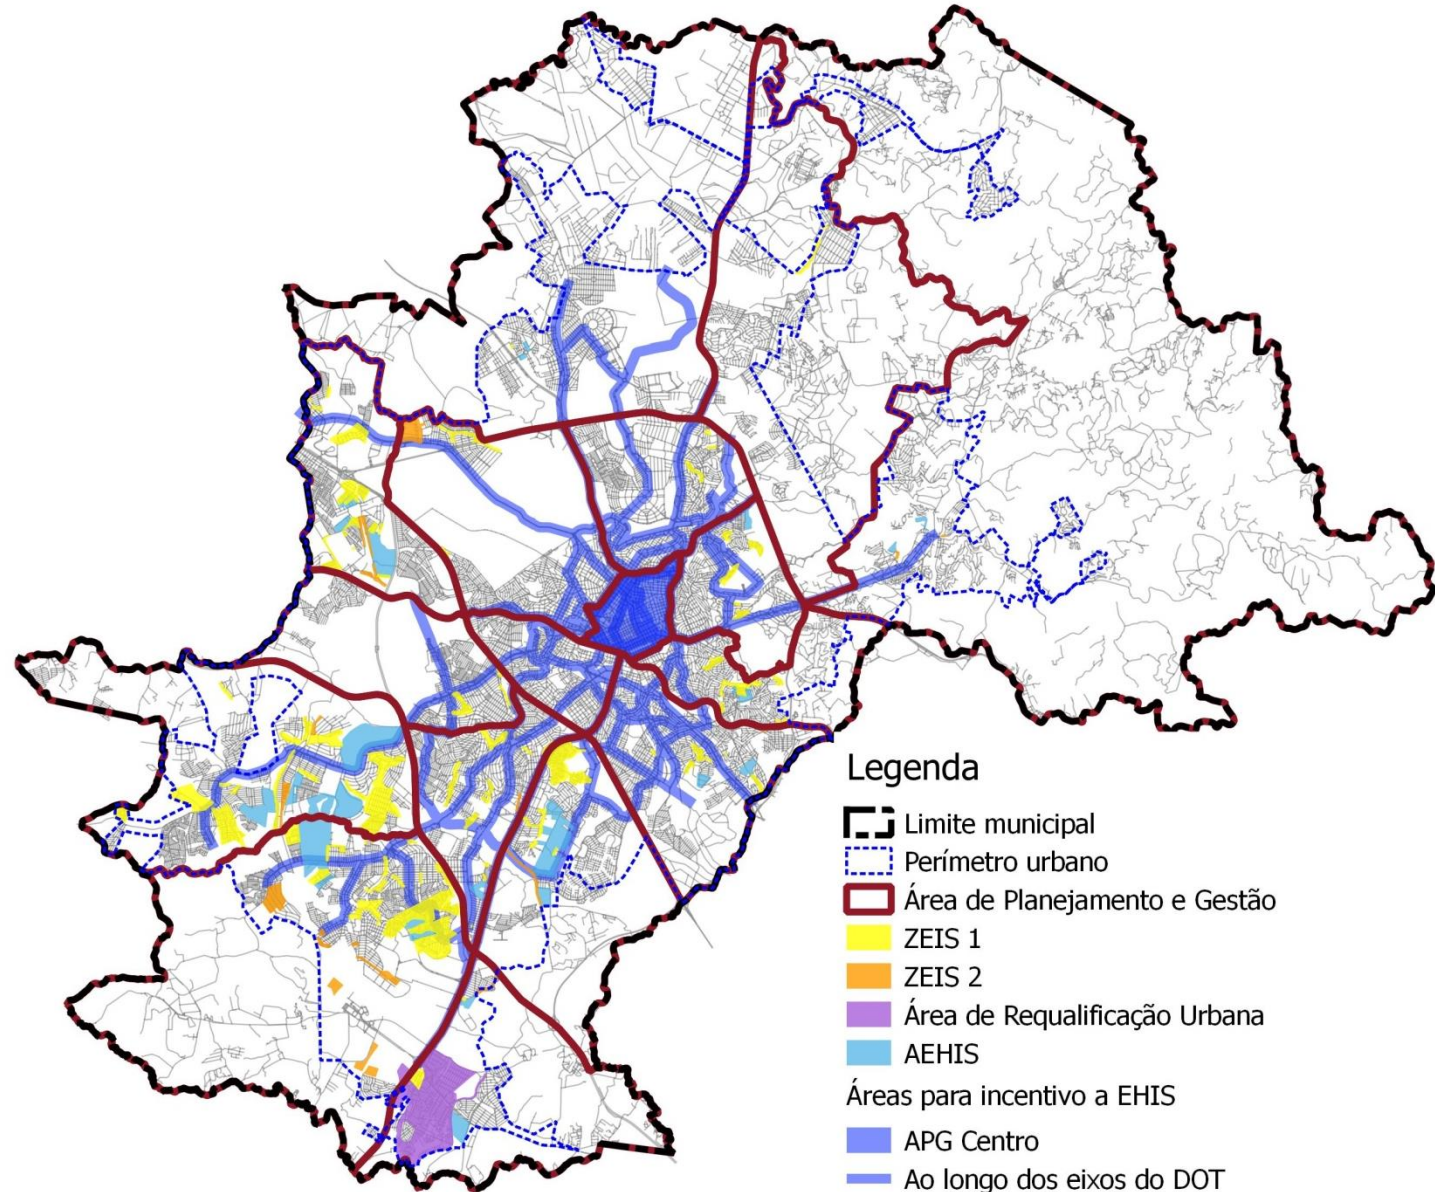 Legenda
Limite municipal
Perímetro urbano
Área de Planejamento e Gestão
ZEIS 1
ZEIS 2
Área de Requalificação Urbana
AEHIS
Áreas para incentivo a EHIS
APG Centro
Ao longo dos eixos do DOT